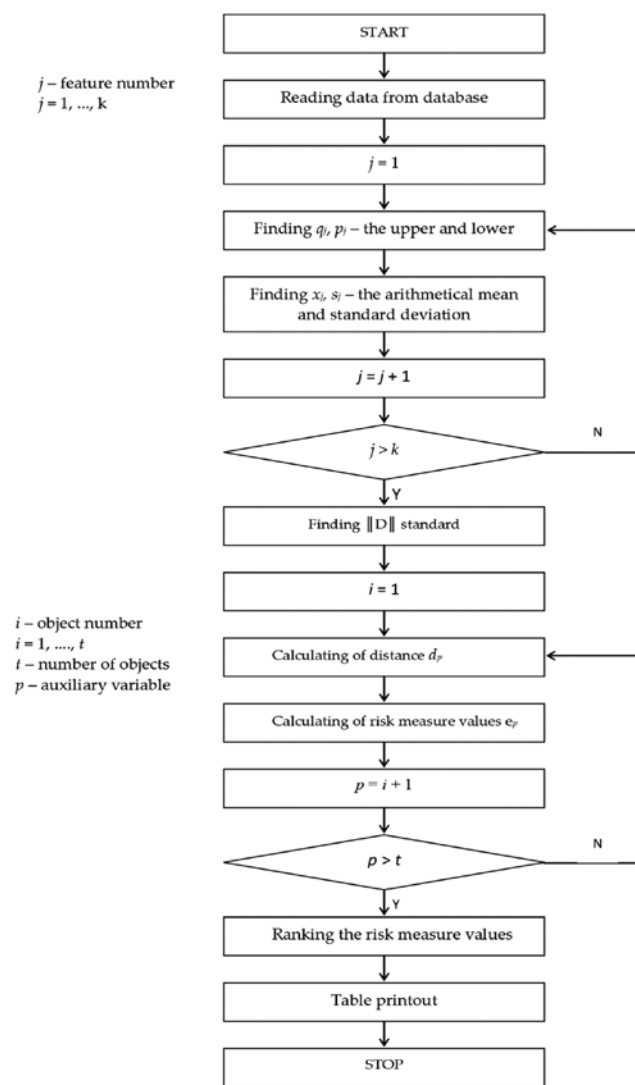 START
j – feature number
j = 1, ..., k
Reading data from database
j = 1
Finding qⱼ, pⱼ – the upper and lower
Finding xⱼ, sⱼ – the arithmetical mean
and standard deviation
j = j + 1
j > k
N
Y
Finding ‖D‖ standard
i = 1
i – object number
i = 1, ...., t
t – number of objects
p – auxiliary variable
Calculating of distance dₚ
Calculating of risk measure values eₚ
p = i + 1
p > t
N
Y
Ranking the risk measure values
Table printout
STOP